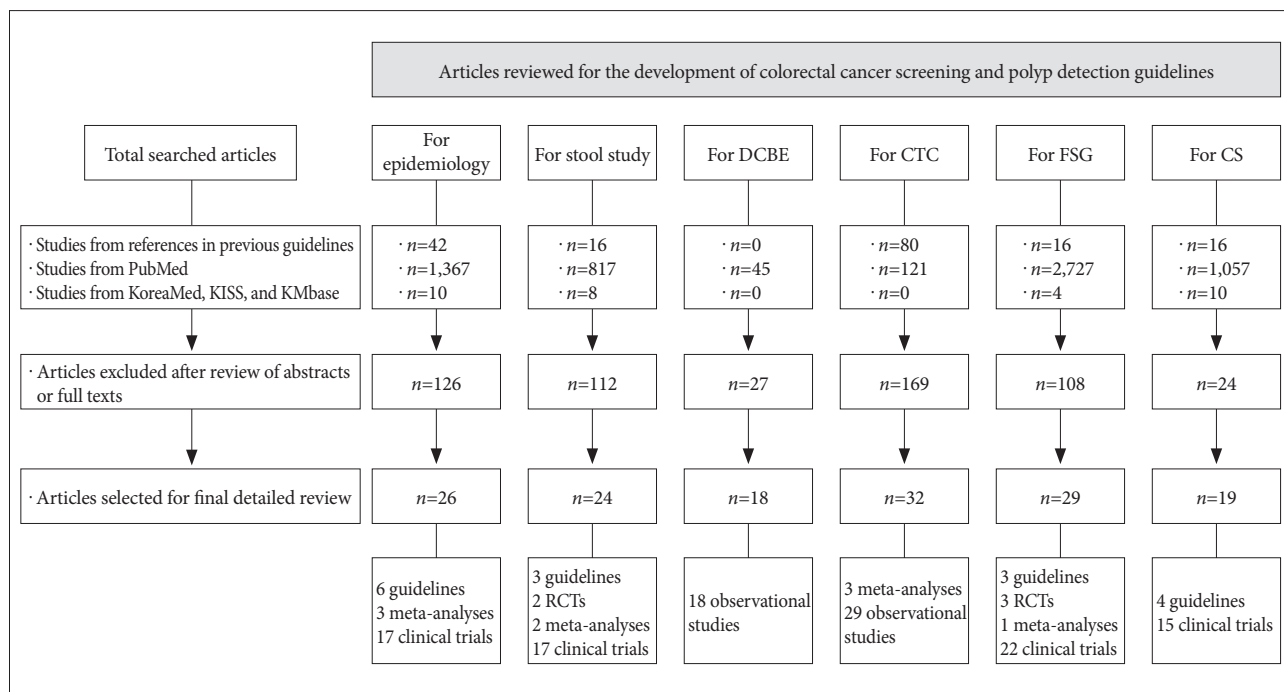 Articles reviewed for the development of colorectal cancer screening and polyp detection guidelines
Total searched articles
For
epidemiology
For stool study
For DCBE
For CTC
For FSG
For CS
· Studies from references in previous guidelines
· Studies from PubMed
· Studies from KoreaMed, KISS, and KMbase
· n=42
· n=1,367
· n=10
· n=16
· n=817
· n=8
· n=0
· n=45
· n=0
· n=80
· n=121
· n=0
· n=16
· n=2,727
· n=4
· n=16
· n=1,057
· n=10
· Articles excluded after review of abstracts
or full texts
n=126
n=112
n=27
n=169
n=108
n=24
· Articles selected for final detailed review
n=26
n=24
n=18
n=32
n=29
n=19
6 guidelines
3 meta-analyses
17 clinical trials
3 guidelines
2 RCTs
2 meta-analyses
17 clinical trials
18 observational
studies
3 meta-analyses
29 observational
studies
3 guidelines
3 RCTs
1 meta-analyses
22 clinical trials
4 guidelines
15 clinical trials